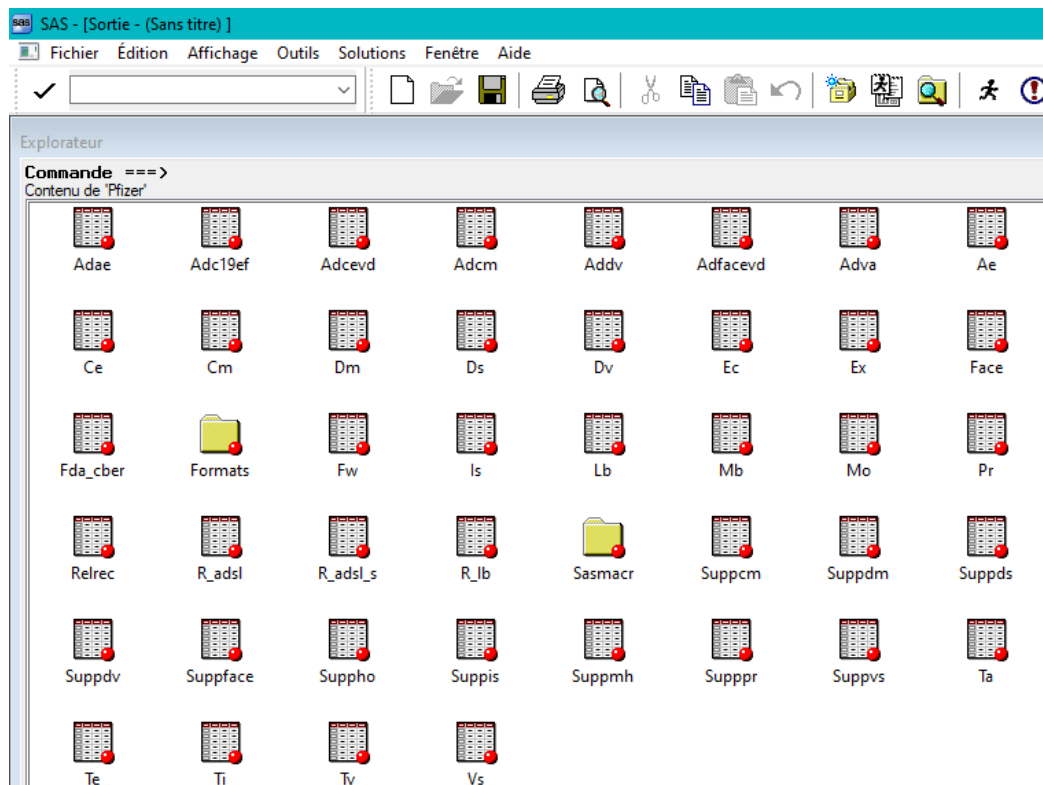 sas SAS - [Sortie - (Sans titre) ]
Fichier Édition Affichage Outils Solutions Fenêtre Aide
Explorateur
Commande ===>
Contenu de 'Pfizer'
Adae Adc19ef Adcevd Adcm Addv Adfacevd Adva Ae
Ce Cm Dm Ds Dv Ec Ex Face
Fda_cber Formats Fw Is Lb Mb Mo Pr
Relrec R_adsl R_adsl_s R_lb Sasmacr Suppcm Suppdm Suppds
Suppdv Suppface Suppho Suppis Suppmh Supppr Suppvs Ta
Te Ti Tv Vs